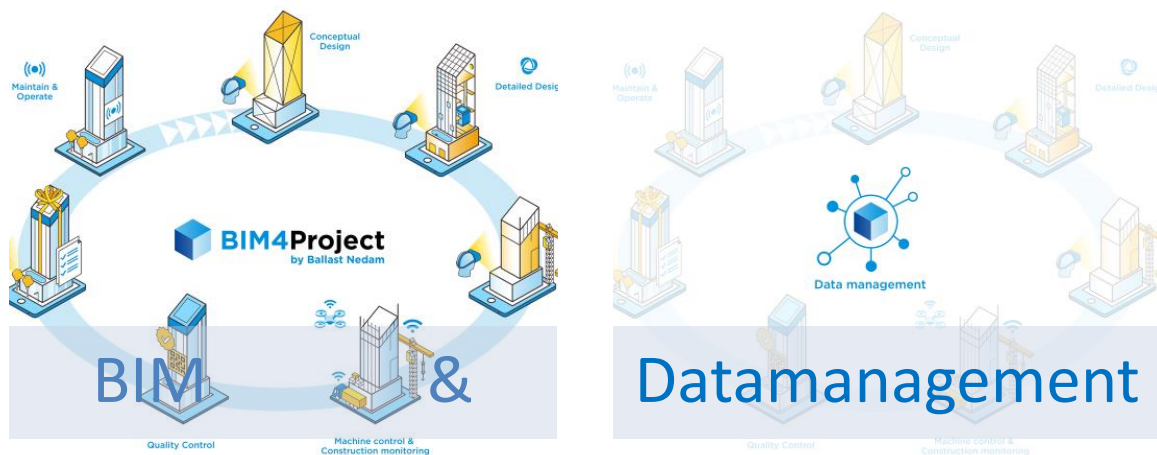 Conceptual
Design
Maintain &
Operate
Detailed Desig
BIM4Project
by Ballast Nedam
BIM &
Quality Control
Machine control &
Construction monitoring
Conceptual
Design
Maintain &
Operate
Detailed Des
Data management
Datamanagement
Quality Control
Machine control &
Construction monitoring